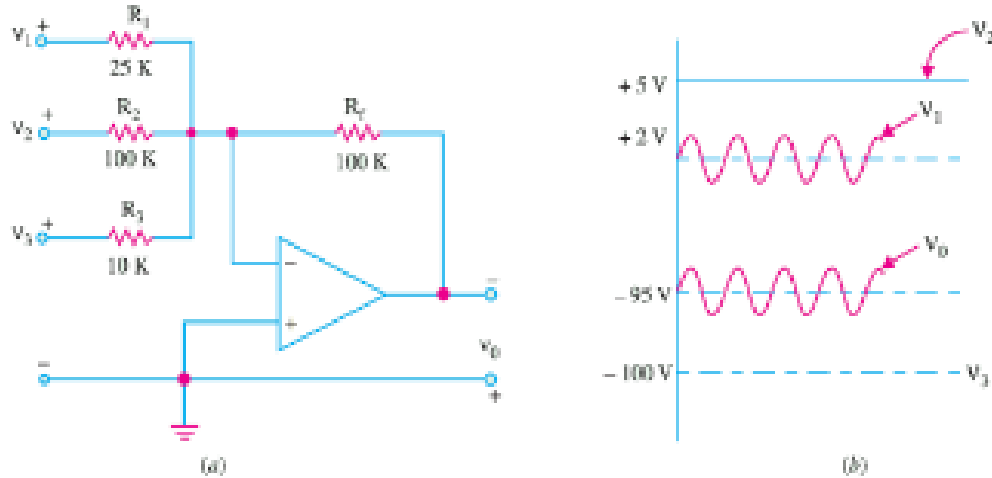 R₁
v₁ +
25 K
R₂
v₂ +
100 K
Rf
100 K
R₃
v₃ +
10 K
−
+
−
v₀
+
−
(a)
V₂
+5 V
V₁
+2 V
V₀
−95 V
−100 V
V₃
(b)